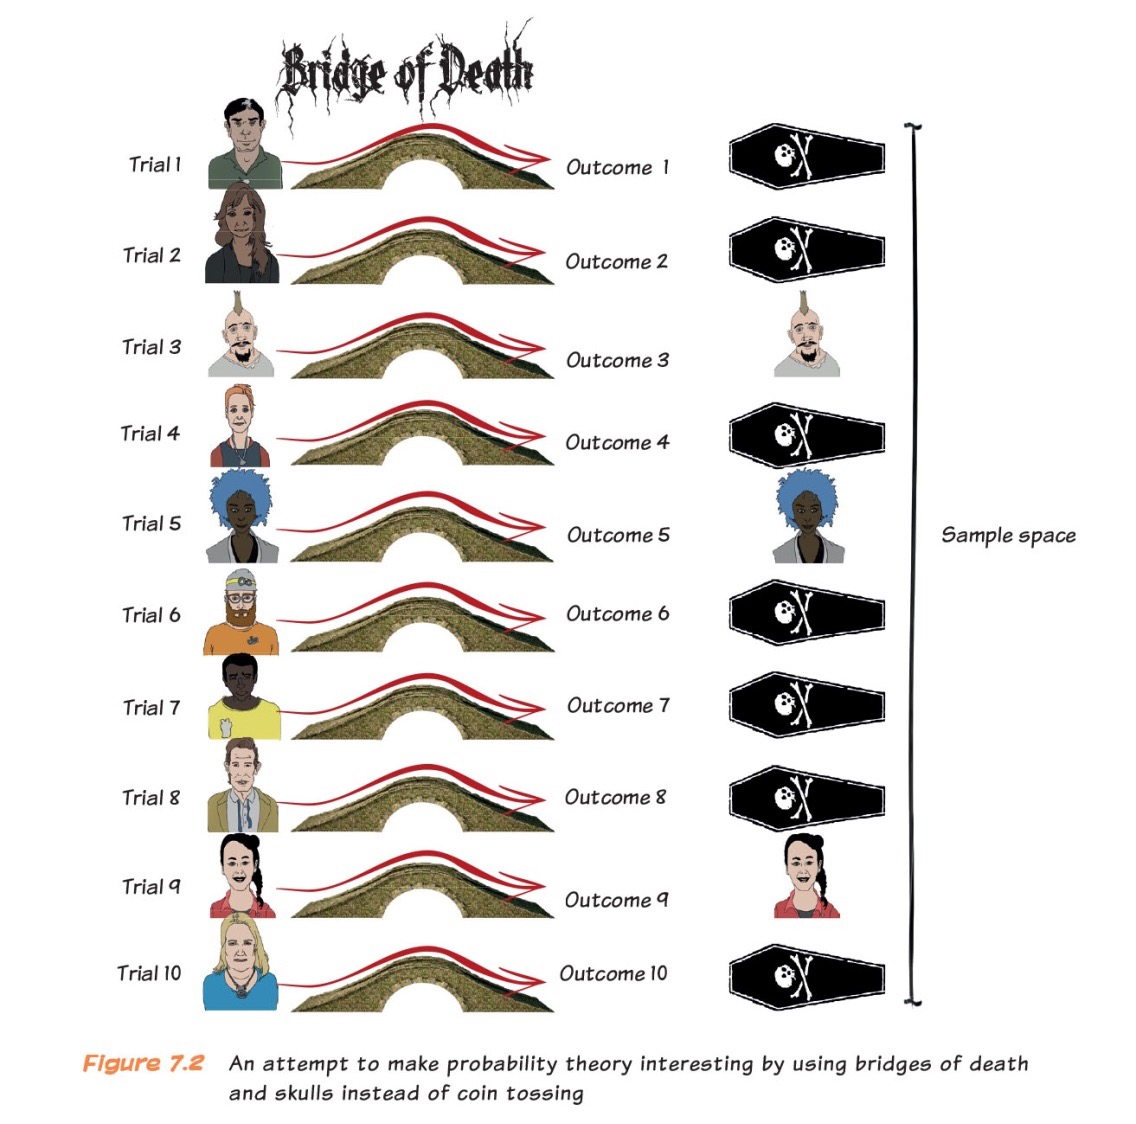 Bridge of Death
Trial 1
Outcome 1
Trial 2
Outcome 2
Trial 3
Outcome 3
Trial 4
Outcome 4
Trial 5
Outcome 5
Sample space
Trial 6
Outcome 6
Trial 7
Outcome 7
Trial 8
Outcome 8
Trial 9
Outcome 9
Trial 10
Outcome 10
Figure 7.2 An attempt to make probability theory interesting by using bridges of death
and skulls instead of coin tossing